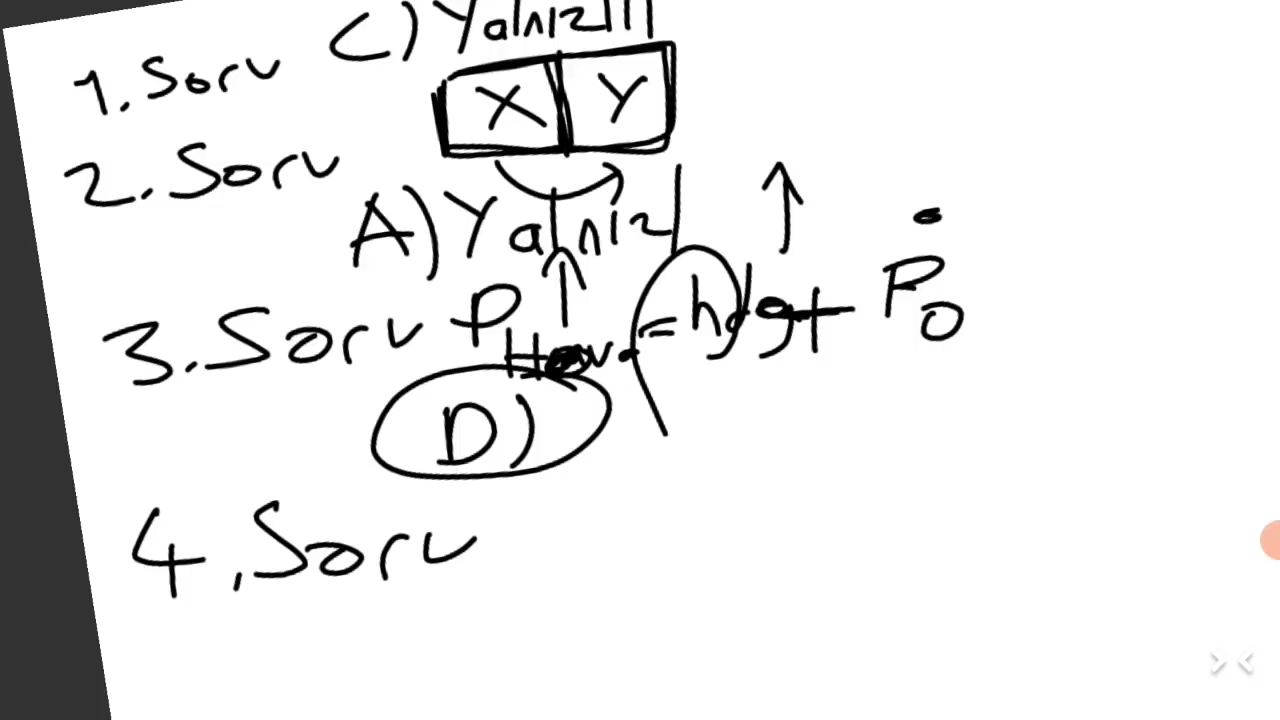 1. Soru C) Yalnız III
X Y
2. Soru
A) Yalnız I
3. Soru P Hava = hdg + P0
D)
4. Soru